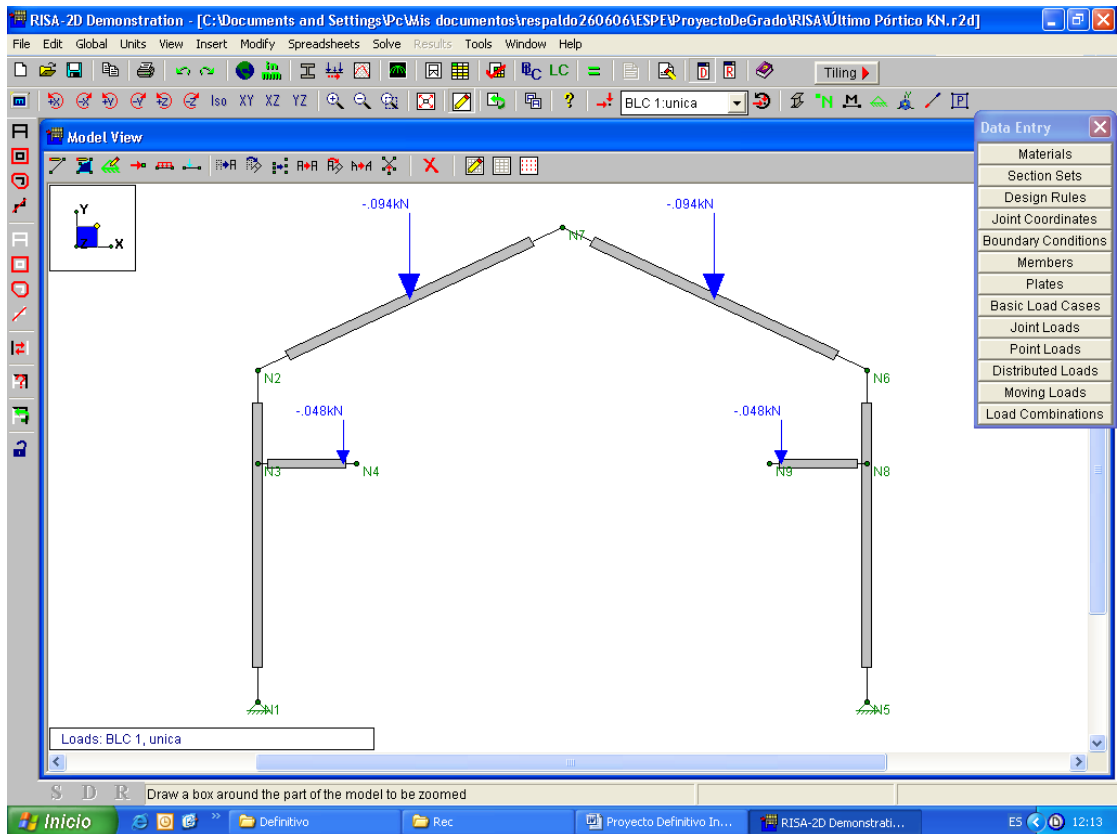 RISA-2D Demonstration - [C:\Documents and Settings\Pc\Mis documentos\respaldo260606\ESPE\ProyectoDeGrado\RISA\Último Pórtico KN.r2d]
File Edit Global Units View Insert Modify Spreadsheets Solve Results Tools Window Help
BC LC = D R Tiling
+X -X +Y -Y +Z -Z Iso XY XZ YZ ? BLC 1:unica N M P
Data Entry
Materials
Section Sets
Design Rules
Joint Coordinates
Boundary Conditions
Members
Plates
Basic Load Cases
Joint Loads
Point Loads
Distributed Loads
Moving Loads
Load Combinations
Model View
Y
Z X
-.094kN -.094kN
N7
N2 N6
-.048kN -.048kN
N3 N4 N9 N8
N1 N5
Loads: BLC 1, unica
S D R Draw a box around the part of the model to be zoomed
Inicio » Definitivo Rec Proyecto Definitivo In... RISA-2D Demonstrati... ES 12:13